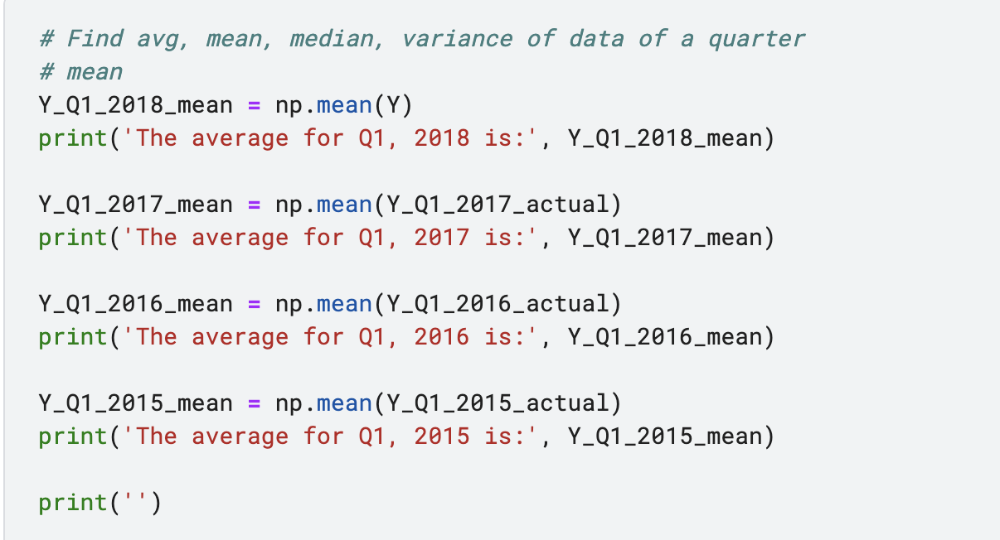 # Find avg, mean, median, variance of data of a quarter
# mean
Y_Q1_2018_mean = np.mean(Y)
print('The average for Q1, 2018 is:', Y_Q1_2018_mean)
Y_Q1_2017_mean = np.mean(Y_Q1_2017_actual)
print('The average for Q1, 2017 is:', Y_Q1_2017_mean)
Y_Q1_2016_mean = np.mean(Y_Q1_2016_actual)
print('The average for Q1, 2016 is:', Y_Q1_2016_mean)
Y_Q1_2015_mean = np.mean(Y_Q1_2015_actual)
print('The average for Q1, 2015 is:', Y_Q1_2015_mean)
print('')